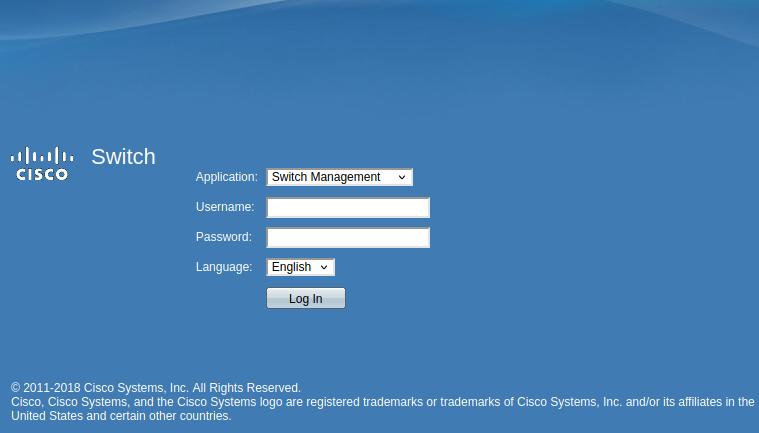 CISCO
Switch
Application: Switch Management
Username:
Password:
Language: English
Log In
© 2011-2018 Cisco Systems, Inc. All Rights Reserved.
Cisco, Cisco Systems, and the Cisco Systems logo are registered trademarks or trademarks of Cisco Systems, Inc. and/or its affiliates in the
United States and certain other countries.